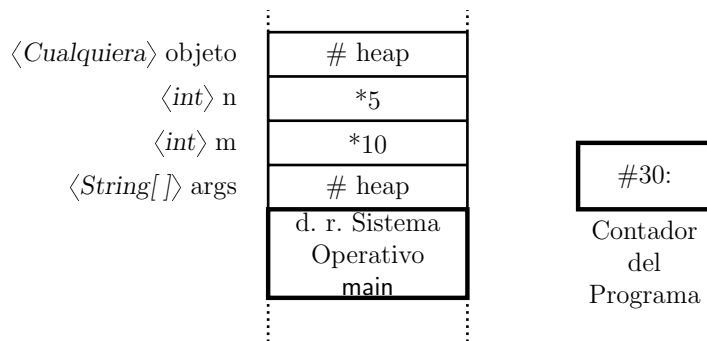 ⟨Cualquiera⟩ objeto # heap
⟨int⟩ n *5
⟨int⟩ m *10
⟨String[ ]⟩ args # heap
d. r. Sistema
Operativo
main
#30:
Contador
del
Programa